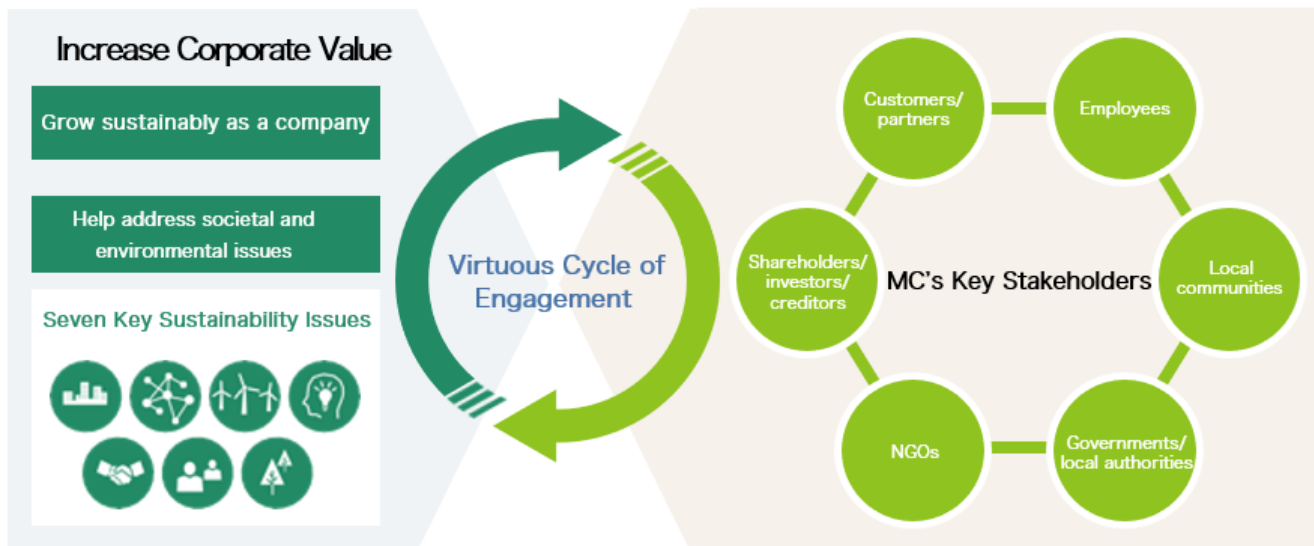 Increase Corporate Value
Grow sustainably as a company
Help address societal and
environmental issues
Seven Key Sustainability Issues
Virtuous Cycle of
Engagement
Customers/
partners
Employees
Shareholders/
investors/
creditors
MC's Key Stakeholders
Local
communities
NGOs
Governments/
local authorities